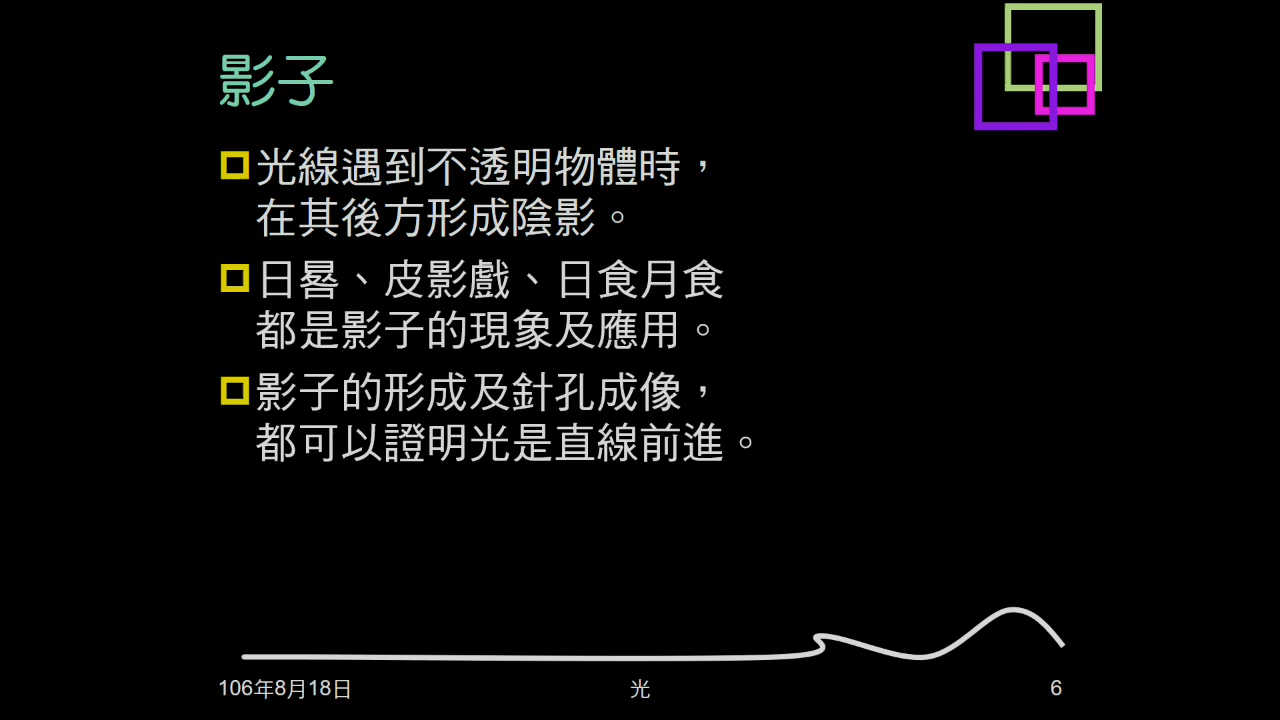 影子
光線遇到不透明物體時，
在其後方形成陰影。
日晷、皮影戲、日食月食
都是影子的現象及應用。
影子的形成及針孔成像，
都可以證明光是直線前進。
106年8月18日
光
6